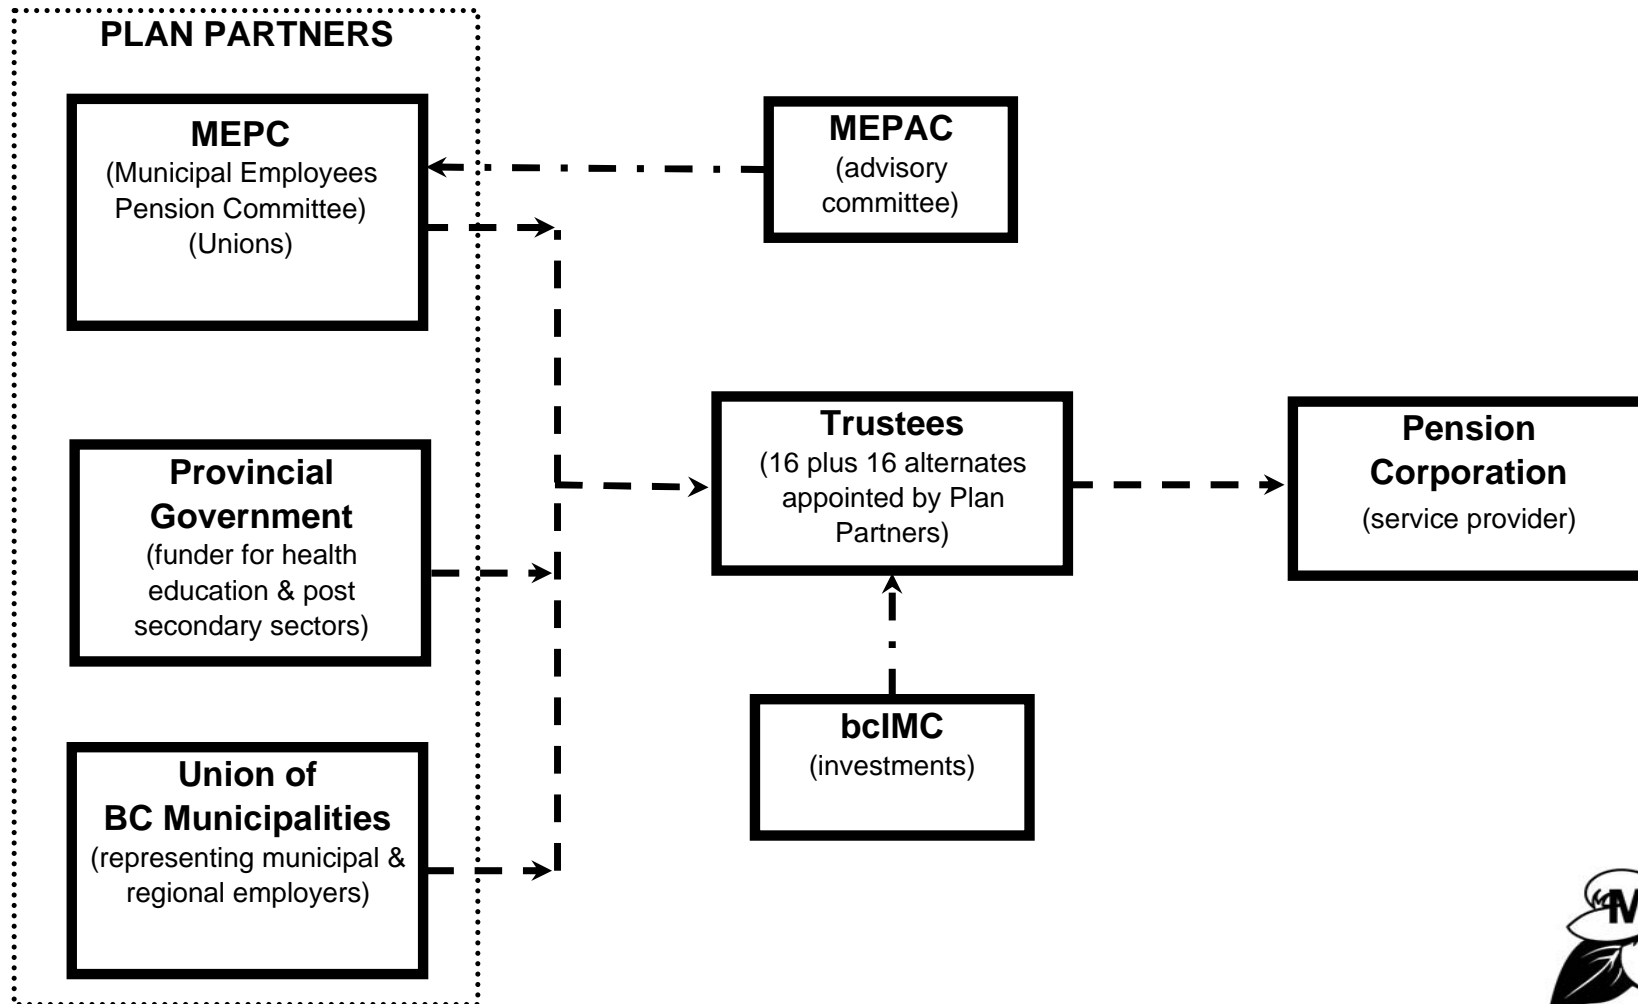 PLAN PARTNERS
MEPC
(Municipal Employees
Pension Committee)
(Unions)
MEPAC
(advisory
committee)
Provincial
Government
(funder for health
education & post
secondary sectors)
Trustees
(16 plus 16 alternates
appointed by Plan
Partners)
Pension
Corporation
(service provider)
Union of
BC Municipalities
(representing municipal &
regional employers)
bcIMC
(investments)